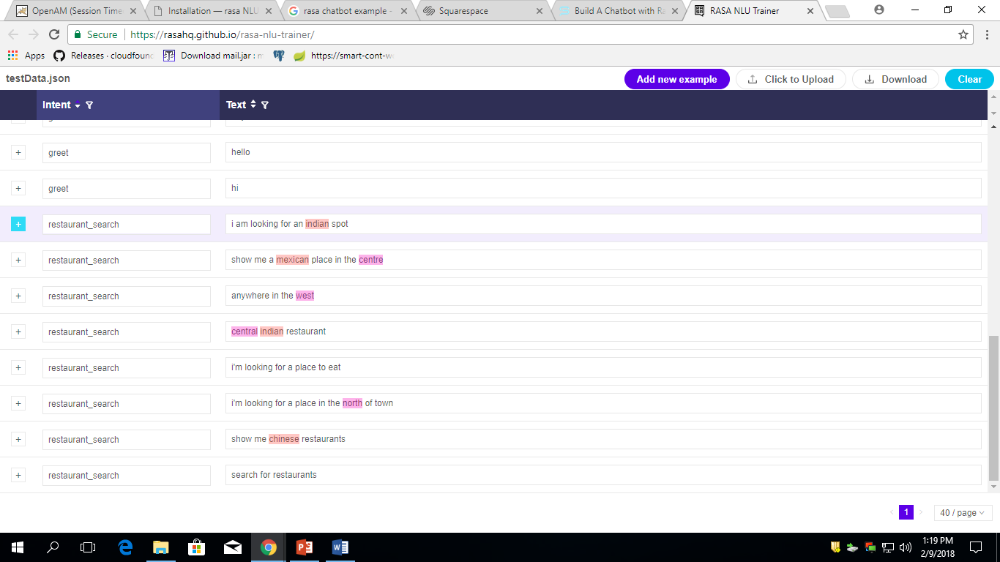 OpenAM (Session Time
Installation — rasa NLU
rasa chatbot example -
Squarespace
Build A Chatbot with Ra
RASA NLU Trainer
Secure https://rasahq.github.io/rasa-nlu-trainer/
Apps Releases · cloudfoun Download mail.jar : m https://smart-cont-w
testData.json Add new example Click to Upload Download Clear
Intent Text
+ greet hello
+ greet hi
+ restaurant_search i am looking for an indian spot
+ restaurant_search show me a mexican place in the centre
+ restaurant_search anywhere in the west
+ restaurant_search central indian restaurant
+ restaurant_search i'm looking for a place to eat
+ restaurant_search i'm looking for a place in the north of town
+ restaurant_search show me chinese restaurants
+ restaurant_search search for restaurants
1 40 / page
1:19 PM
2/9/2018